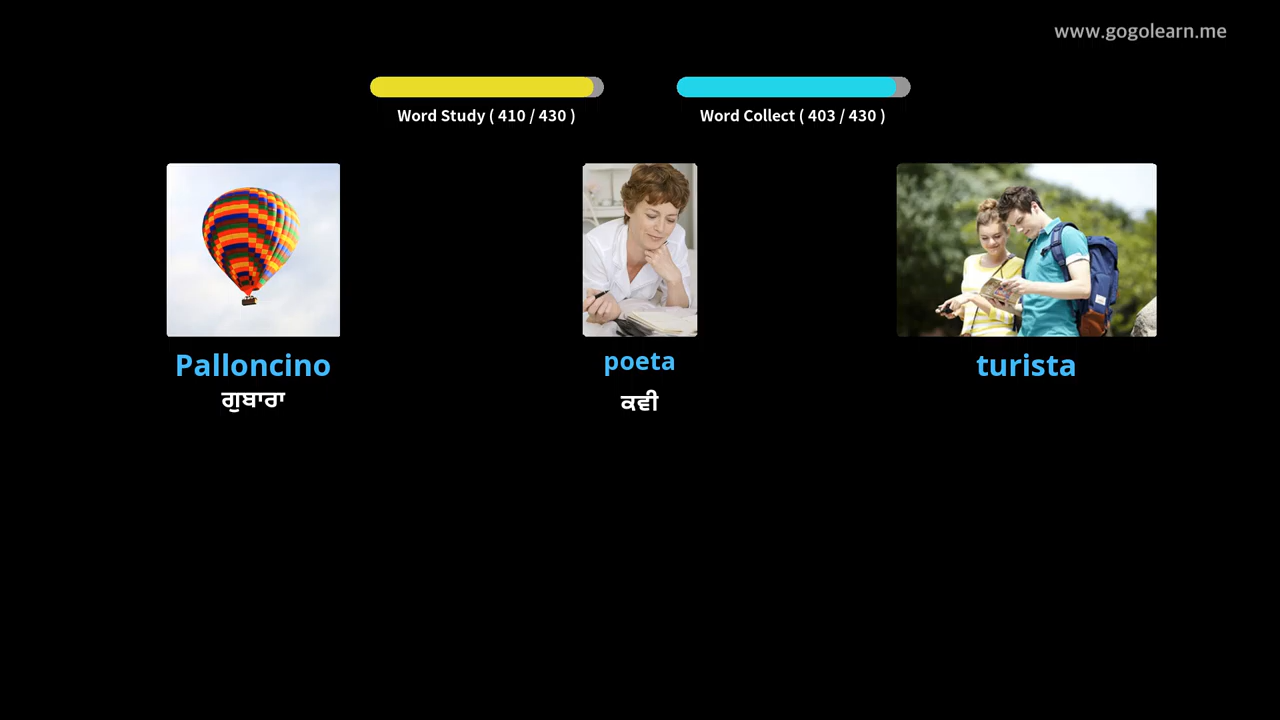 www.gogolearn.me
Word Study ( 410 / 430 )
Word Collect ( 403 / 430 )
Palloncino
ਗੁਬਾਰਾ
poeta
ਕਵੀ
turista